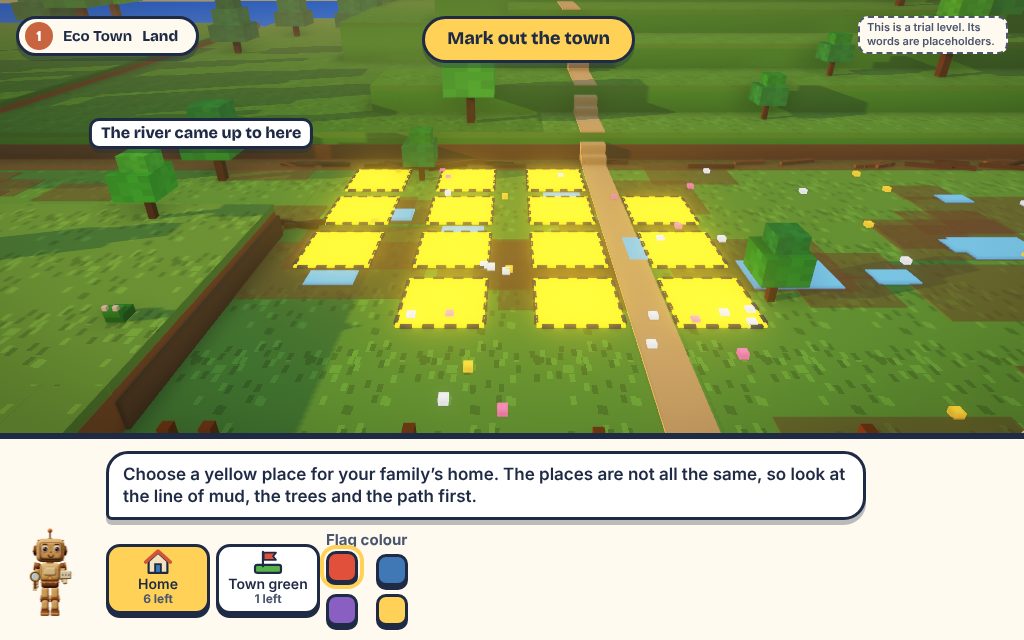 1 Eco Town Land
Mark out the town
This is a trial level. Its
words are placeholders.
The river came up to here
Choose a yellow place for your family’s home. The places are not all the same, so look at
the line of mud, the trees and the path first.
Flag colour
Home
6 left
Town green
1 left